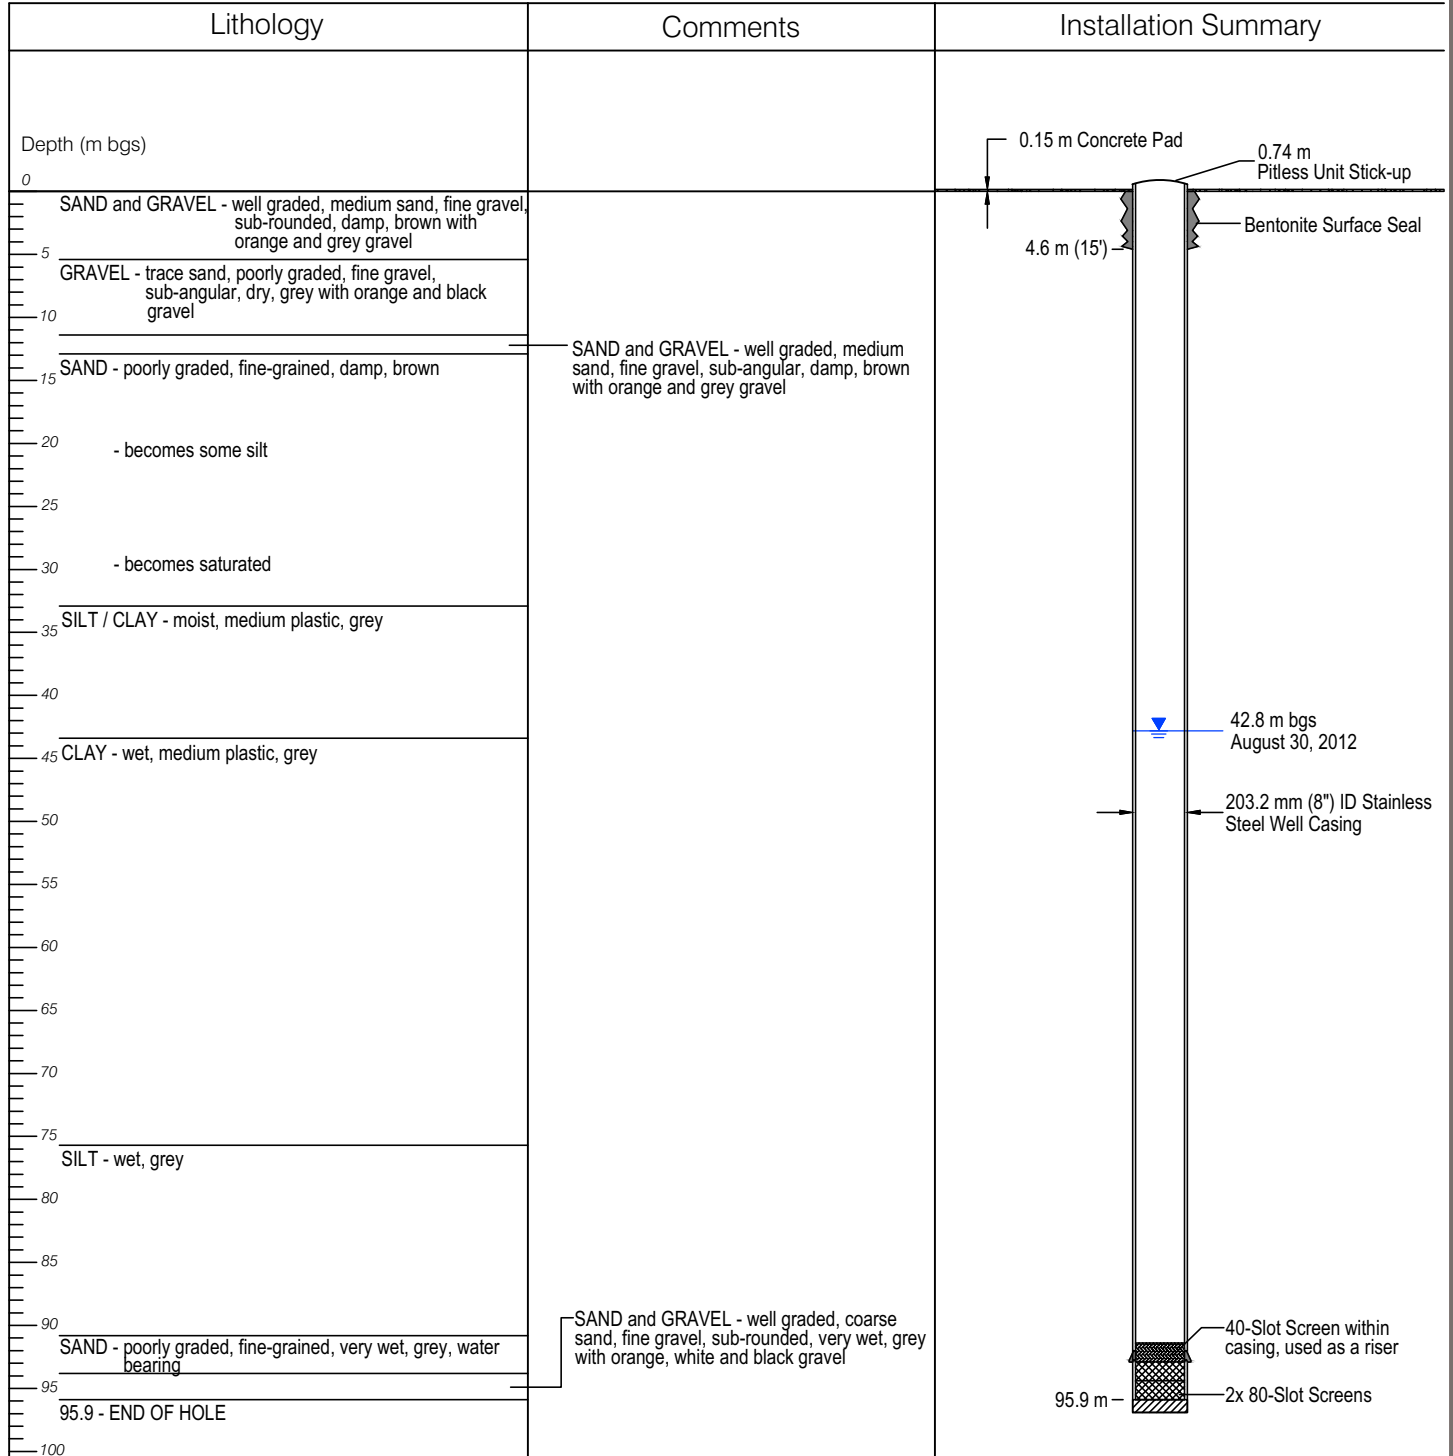 Lithology
Comments
Installation Summary
Depth (m bgs)
0
5
10
15
20
25
30
35
40
45
50
55
60
65
70
75
80
85
90
95
100
SAND and GRAVEL - well graded, medium sand, fine gravel,
sub-rounded, damp, brown with
orange and grey gravel
GRAVEL - trace sand, poorly graded, fine gravel,
sub-angular, dry, grey with orange and black
gravel
SAND - poorly graded, fine-grained, damp, brown
- becomes some silt
- becomes saturated
SILT / CLAY - moist, medium plastic, grey
CLAY - wet, medium plastic, grey
SILT - wet, grey
SAND - poorly graded, fine-grained, very wet, grey, water
bearing
95.9 - END OF HOLE
SAND and GRAVEL - well graded, medium
sand, fine gravel, sub-angular, damp, brown
with orange and grey gravel
SAND and GRAVEL - well graded, coarse
sand, fine gravel, sub-rounded, very wet, grey
with orange, white and black gravel
0.15 m Concrete Pad
0.74 m
Pitless Unit Stick-up
Bentonite Surface Seal
4.6 m (15')
42.8 m bgs
August 30, 2012
203.2 mm (8") ID Stainless
Steel Well Casing
40-Slot Screen within
casing, used as a riser
2x 80-Slot Screens
95.9 m